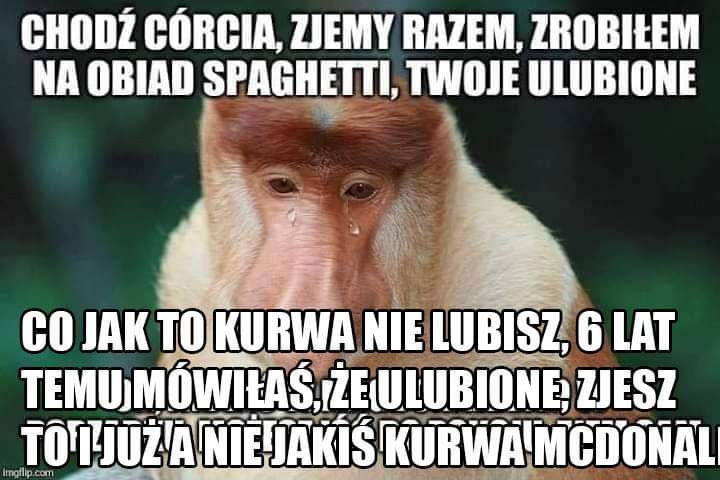 CHODŹ CÓRCIA, ZJEMY RAZEM, ZROBIŁEM
NA OBIAD SPAGHETTI, TWOJE ULUBIONE
CO JAK TO KURWA NIE LUBISZ, 6 LAT
TEMU MÓWIŁAŚ, ŻE ULUBIONE, ZJESZ
TO I JUŻ A NIE JAKIŚ KURWA MCDONAL
imgflip.com